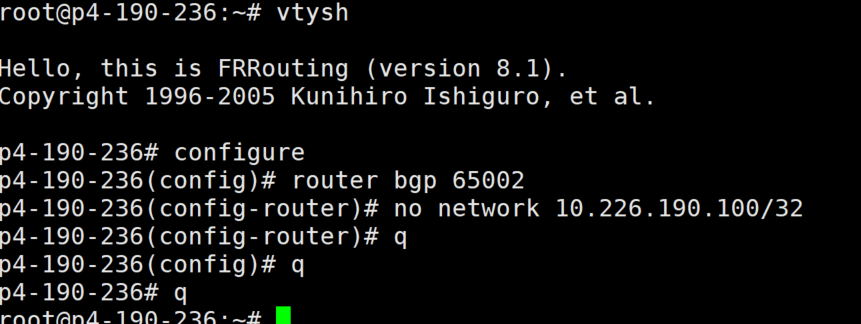 root@p4-190-236:~# vtysh
Hello, this is FRRouting (version 8.1).
Copyright 1996-2005 Kunihiro Ishiguro, et al.
p4-190-236# configure
p4-190-236(config)# router bgp 65002
p4-190-236(config-router)# no network 10.226.190.100/32
p4-190-236(config-router)# q
p4-190-236(config)# q
p4-190-236# q
root@p4-190-236:~#